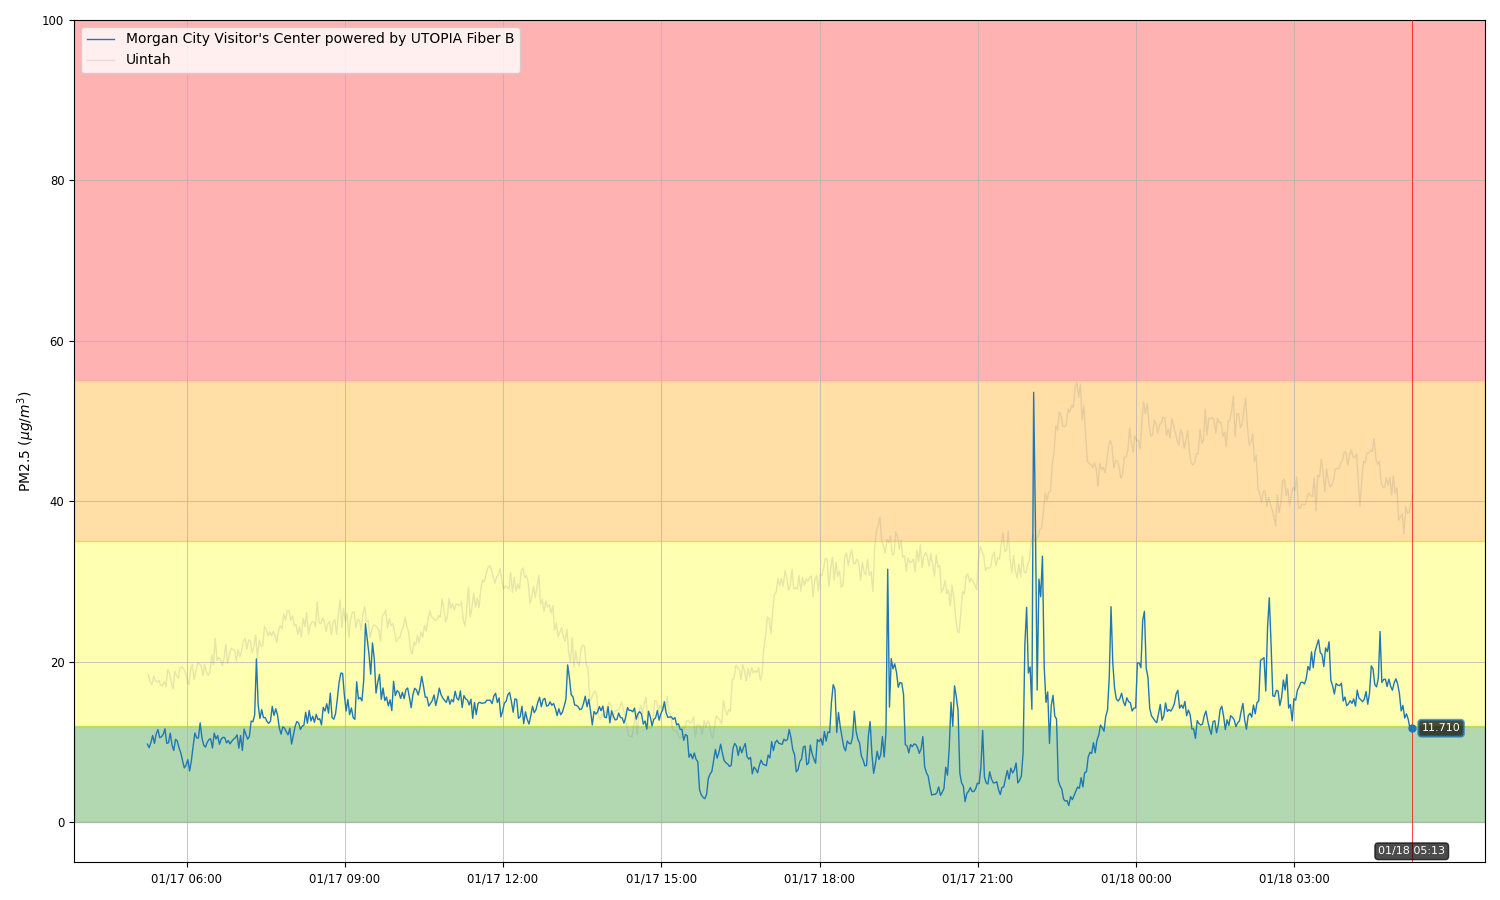 100
80
60
40
20
0
PM2.5 (μg/m³)
Morgan City Visitor's Center powered by UTOPIA Fiber B
Uintah
11.710
01/18 05:13
01/17 06:00 01/17 09:00 01/17 12:00 01/17 15:00 01/17 18:00 01/17 21:00 01/18 00:00 01/18 03:00